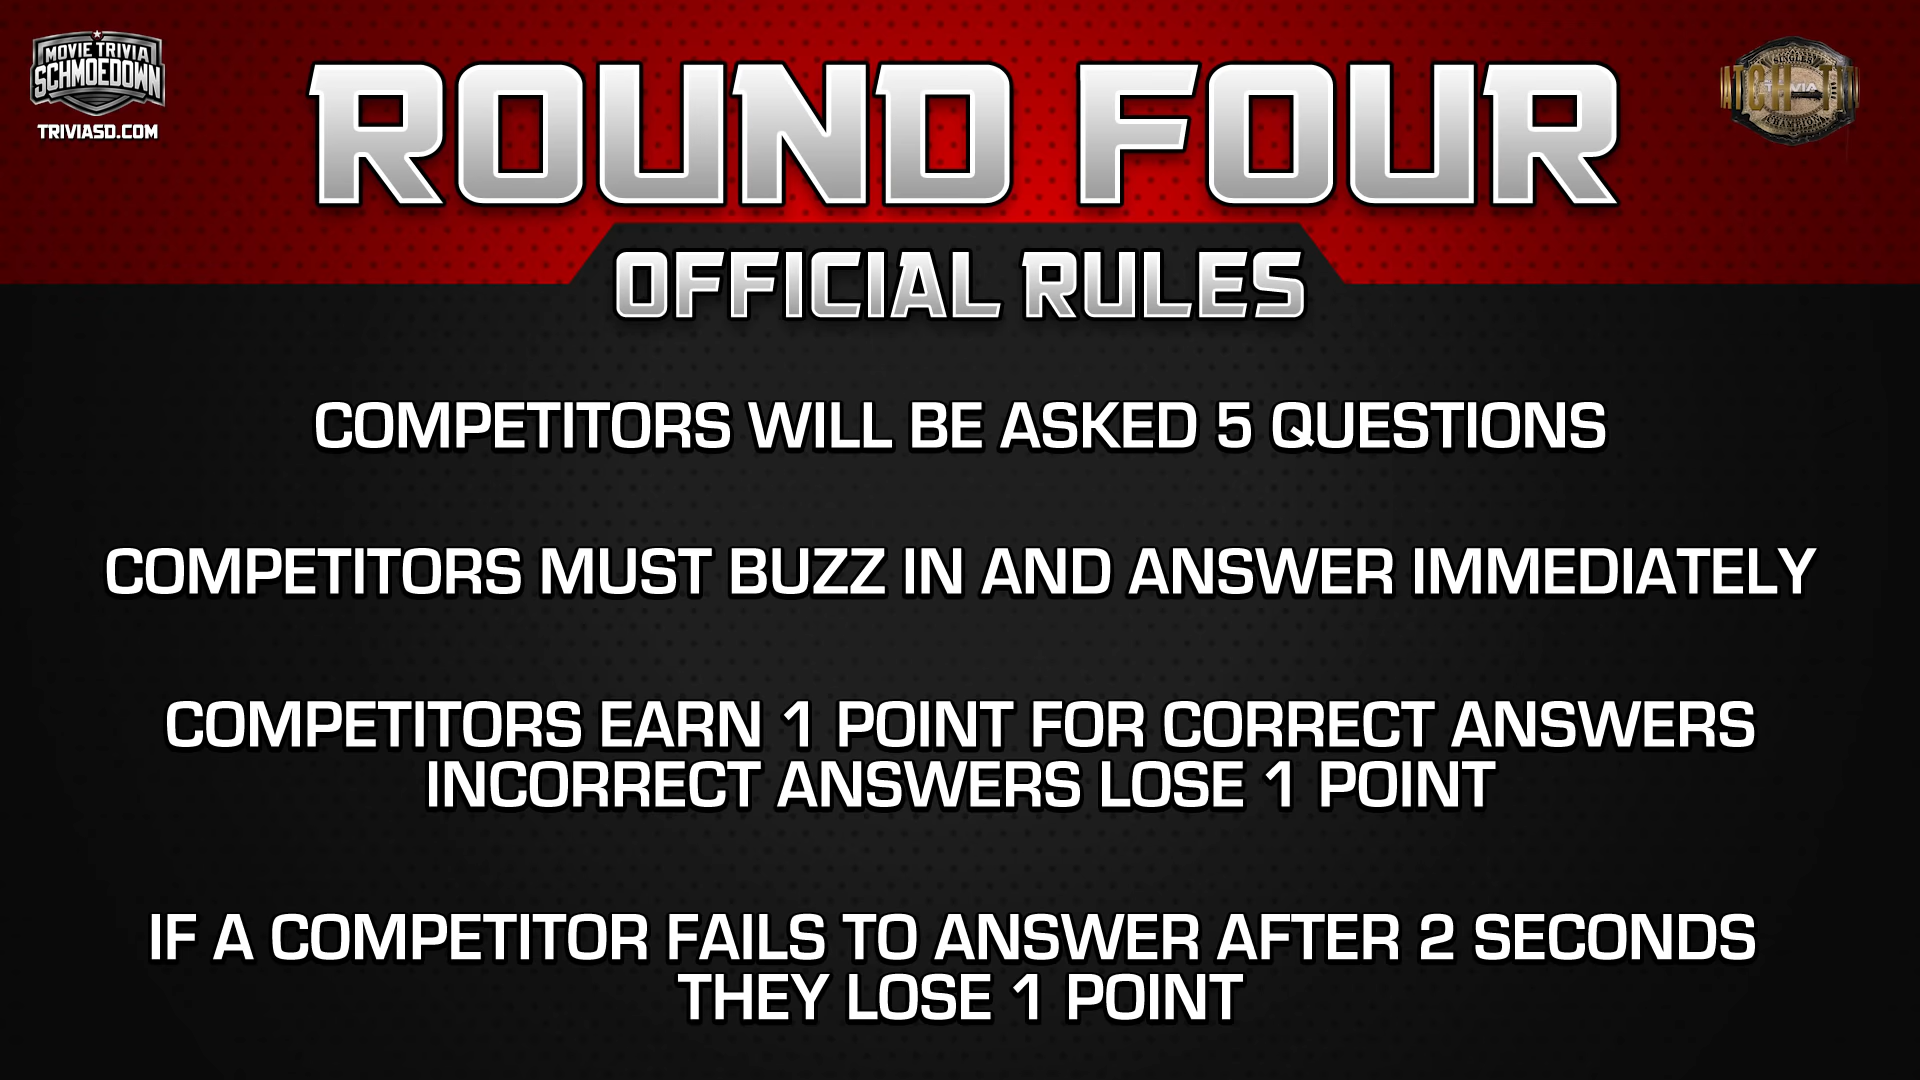 MOVIE TRIVIA
SCHMOEDOWN
TRIVIASD.COM
ROUND FOUR
SINGLES
CHAMPION
OFFICIAL RULES
COMPETITORS WILL BE ASKED 5 QUESTIONS
COMPETITORS MUST BUZZ IN AND ANSWER IMMEDIATELY
COMPETITORS EARN 1 POINT FOR CORRECT ANSWERS
INCORRECT ANSWERS LOSE 1 POINT
IF A COMPETITOR FAILS TO ANSWER AFTER 2 SECONDS
THEY LOSE 1 POINT